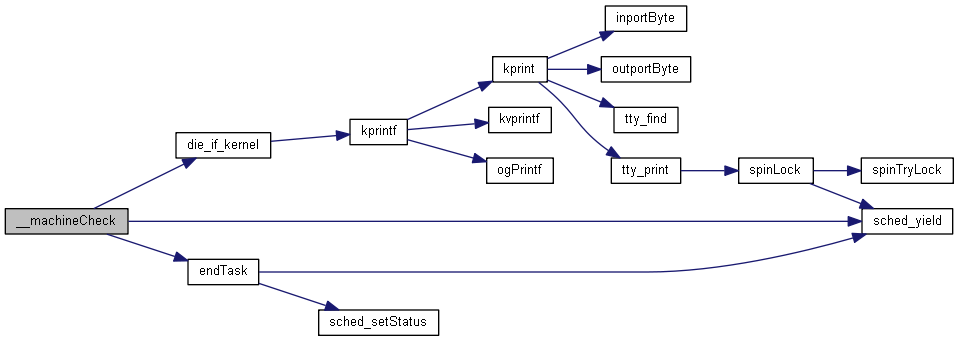 inportByte
kprint
outportByte
tty_find
kvprintf
kprintf
die_if_kernel
ogPrintf
tty_print
spinLock
spinTryLock
__machineCheck
sched_yield
endTask
sched_setStatus